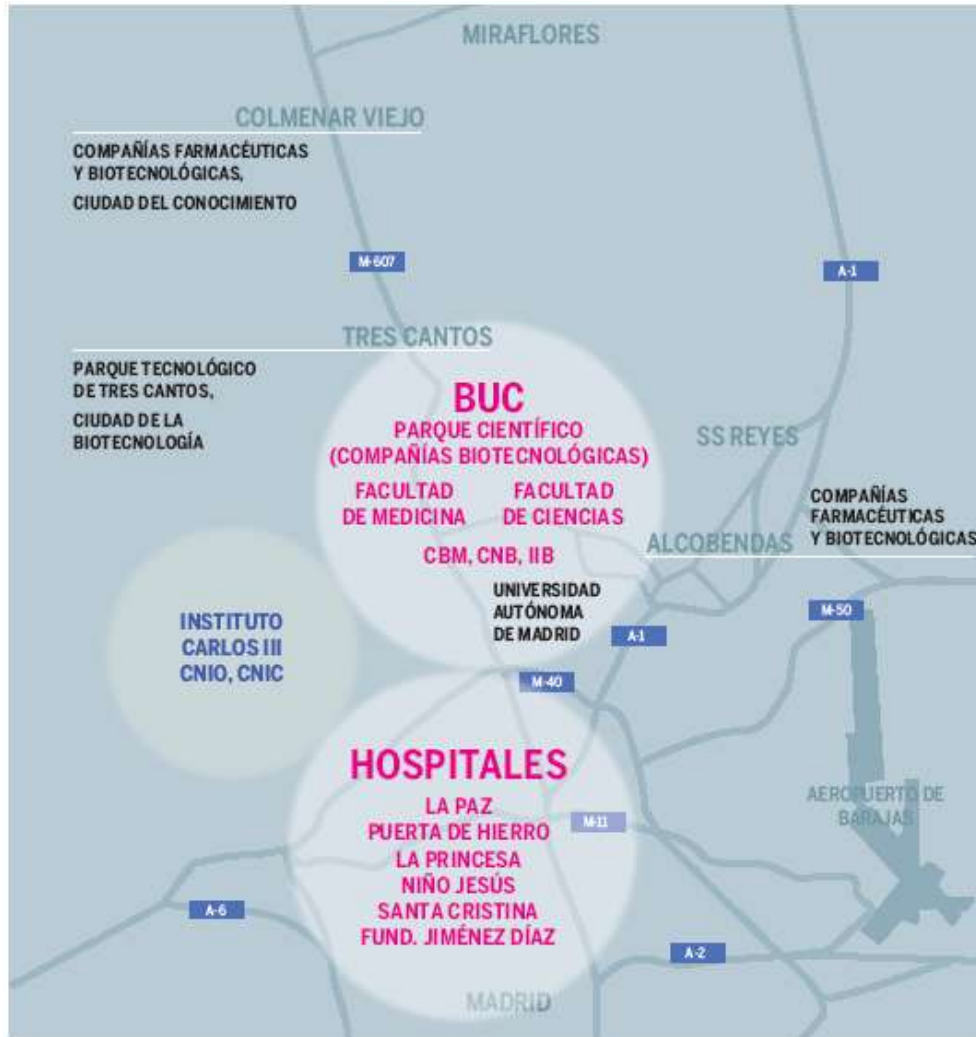 MIRAFLORES
COLMENAR VIEJO
COMPAÑÍAS FARMACÉUTICAS
Y BIOTECNOLÓGICAS,
CIUDAD DEL CONOCIMIENTO
M-607
A-1
TRES CANTOS
PARQUE TECNOLÓGICO
DE TRES CANTOS,
CIUDAD DE LA
BIOTECNOLOGÍA
BUC
PARQUE CIENTÍFICO
(COMPAÑÍAS BIOTECNOLÓGICAS)
FACULTAD
DE MEDICINA
FACULTAD
DE CIENCIAS
CBM, CNB, IIB
SS REYES
ALCOBENDAS
COMPAÑÍAS
FARMACÉUTICAS
Y BIOTECNOLÓGICAS
UNIVERSIDAD
AUTÓNOMA
DE MADRID
A-1
M-50
INSTITUTO
CARLOS III
CNIO, CNIC
M-40
HOSPITALES
LA PAZ
PUERTA DE HIERRO
LA PRINCESA
NIÑO JESÚS
SANTA CRISTINA
FUND. JIMÉNEZ DÍAZ
M-11
AEROPUERTO DE
BARAJAS
A-6
A-2
MADRID